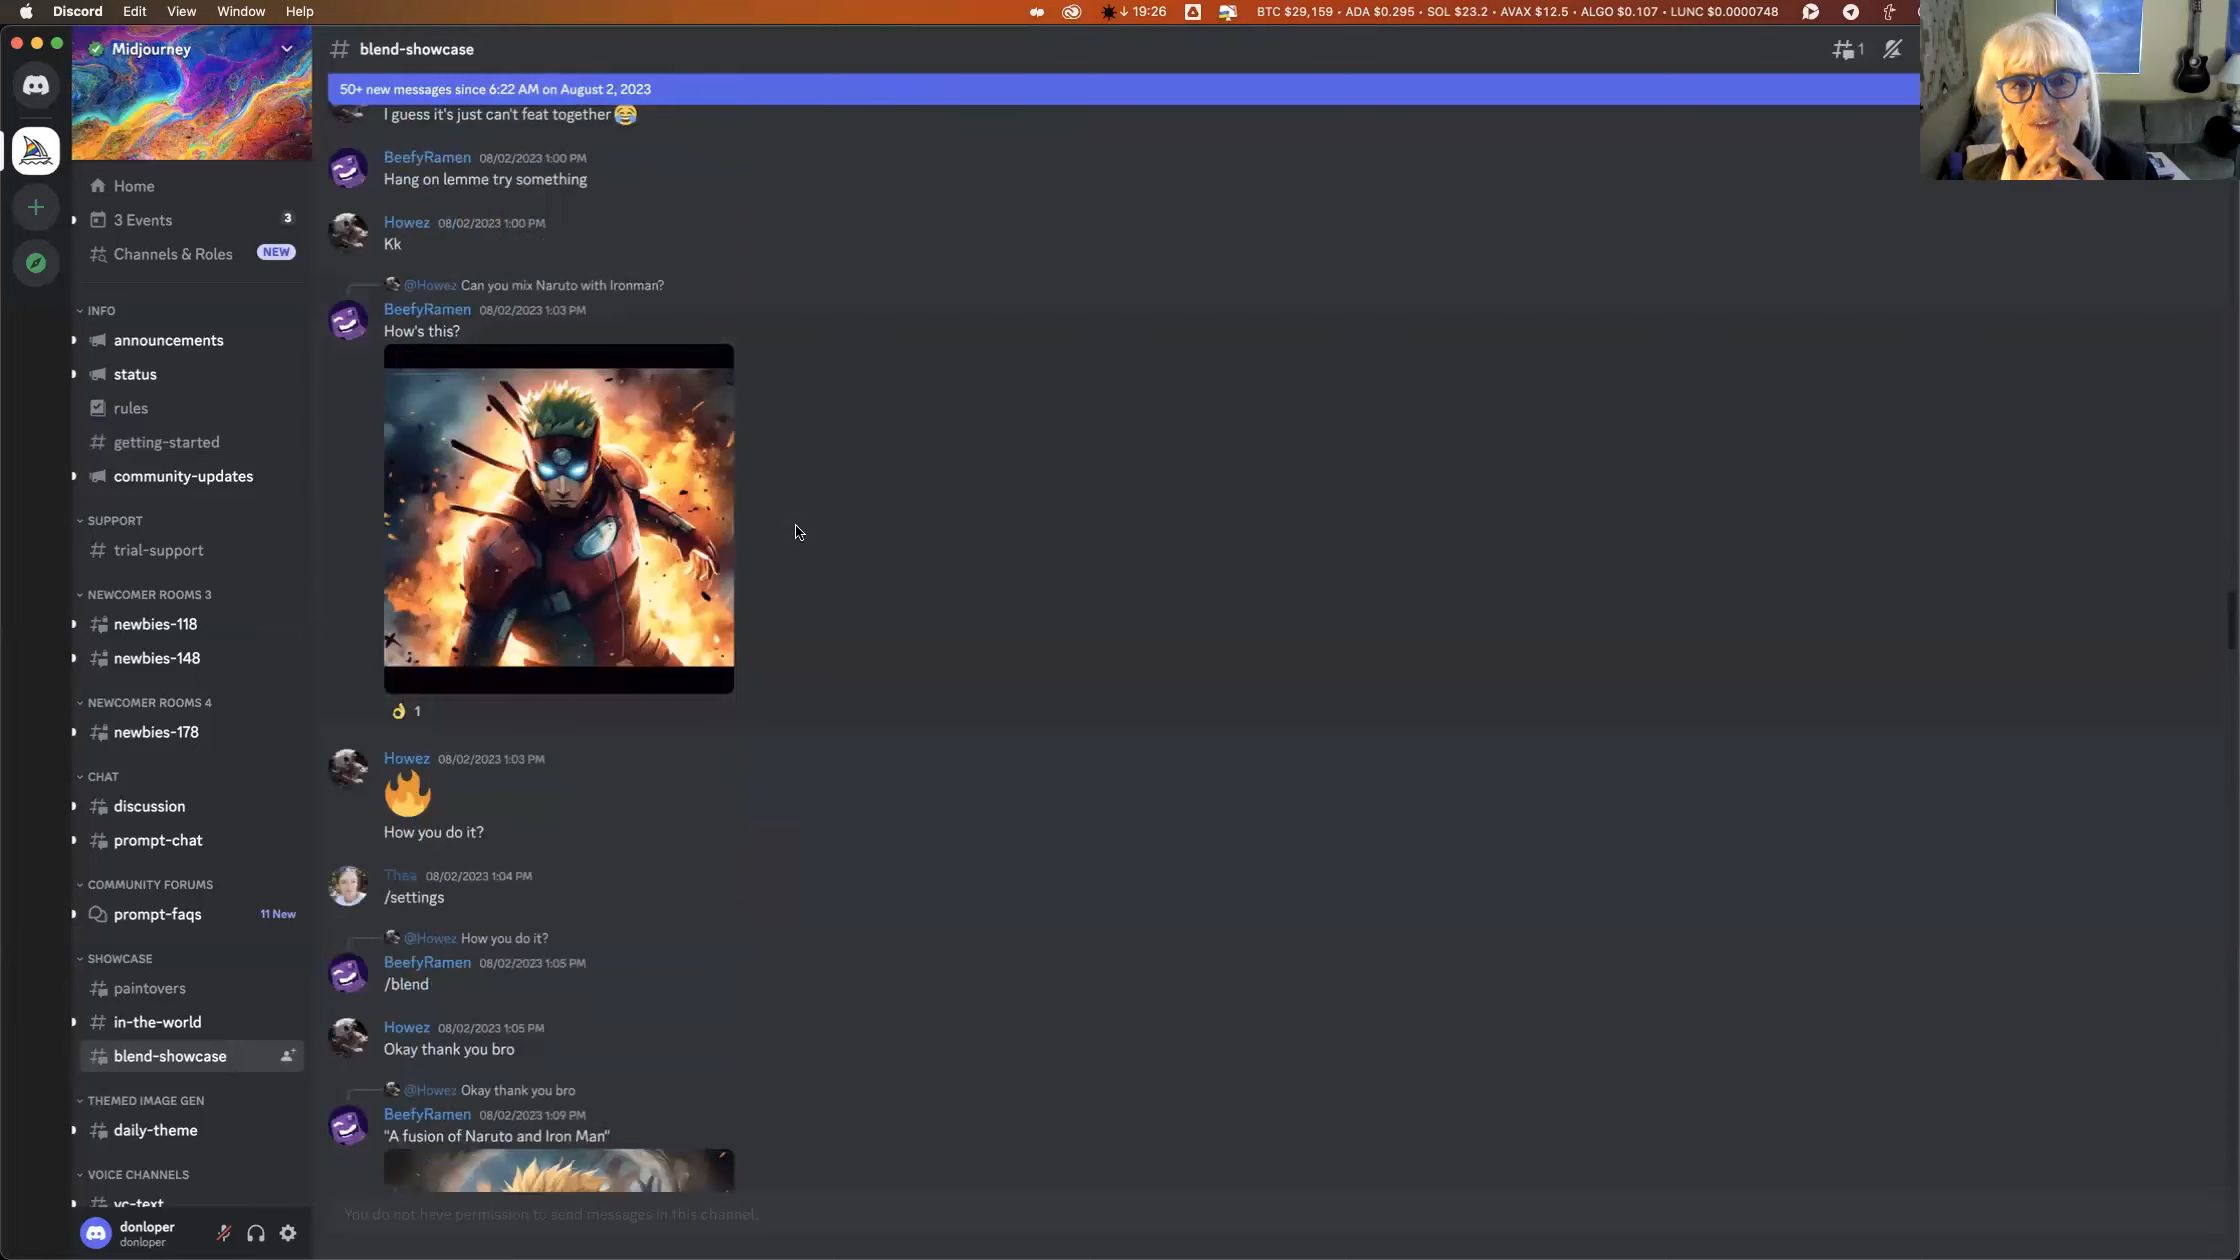 Discord Edit View Window Help
19:26
BTC $29,159 • ADA $0.295 • SOL $23.2 • AVAX $12.5 • ALGO $0.107 • LUNC $0.0000748
Midjourney
Home
3 Events 3
Channels & Roles NEW
INFO
announcements
status
rules
getting-started
community-updates
SUPPORT
trial-support
NEWCOMER ROOMS 3
newbies-118
newbies-148
NEWCOMER ROOMS 4
newbies-178
CHAT
discussion
prompt-chat
COMMUNITY FORUMS
prompt-faqs 11 New
SHOWCASE
paintovers
in-the-world
blend-showcase
THEMED IMAGE GEN
daily-theme
VOICE CHANNELS
vc-text
donloper
donloper
blend-showcase
1
50+ new messages since 6:22 AM on August 2, 2023
I guess it's just can't feat together 😂
BeefyRamen 08/02/2023 1:00 PM
Hang on lemme try something
Howez 08/02/2023 1:00 PM
Kk
@Howez Can you mix Naruto with Ironman?
BeefyRamen 08/02/2023 1:03 PM
How's this?
👌 1
Howez 08/02/2023 1:03 PM
🔥
How you do it?
Thea 08/02/2023 1:04 PM
/settings
@Howez How you do it?
BeefyRamen 08/02/2023 1:05 PM
/blend
Howez 08/02/2023 1:05 PM
Okay thank you bro
@Howez Okay thank you bro
BeefyRamen 08/02/2023 1:09 PM
"A fusion of Naruto and Iron Man"
You do not have permission to send messages in this channel.